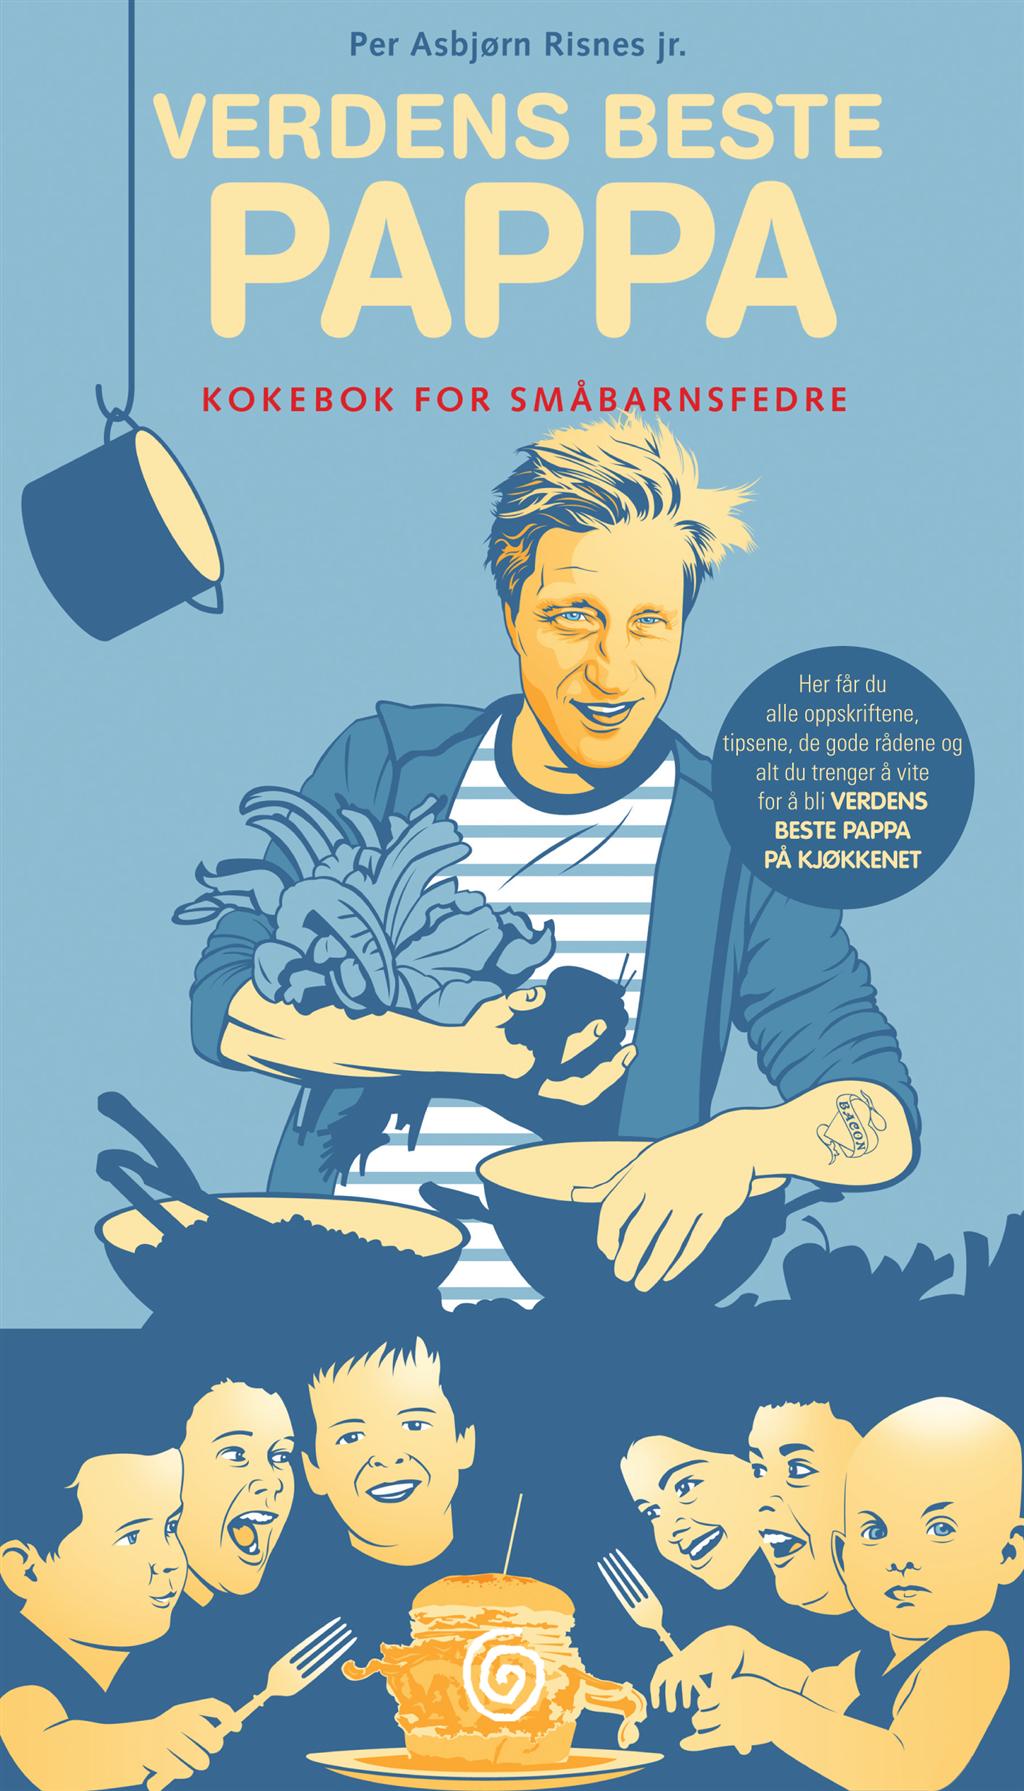 Per Asbjørn Risnes jr.
VERDENS BESTE
PAPPA
KOKEBOK FOR SMÅBARNSFEDRE
Her får du
alle oppskriftene,
tipsene, de gode rådene og
alt du trenger å vite
for å bli VERDENS
BESTE PAPPA
PÅ KJØKKENET
BACON